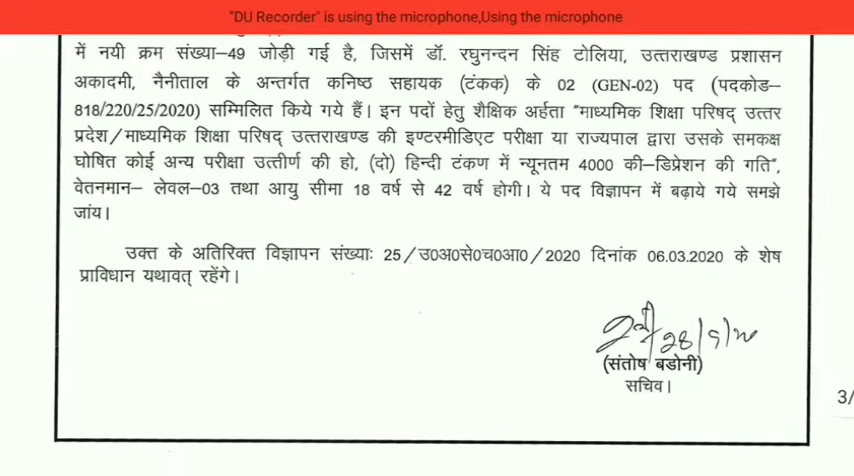 "DU Recorder" is using the microphone,Using the microphone
में नयी क्रम संख्या–49 जोड़ी गई है, जिसमें डॉ. रघुनन्दन सिंह टोलिया, उत्तराखण्ड प्रशासन
अकादमी, नैनीताल के अन्तर्गत कनिष्ठ सहायक (टंकक) के 02 (GEN-02) पद (पदकोड–
818/220/25/2020) सम्मिलित किये गये हैं। इन पदों हेतु शैक्षिक अर्हता "माध्यमिक शिक्षा परिषद् उत्तर
प्रदेश/माध्यमिक शिक्षा परिषद् उत्तराखण्ड की इण्टरमीडिएट परीक्षा या राज्यपाल द्वारा उसके समकक्ष
घोषित कोई अन्य परीक्षा उत्तीर्ण की हो, (दो) हिन्दी टंकण में न्यूनतम 4000 की–डिप्रेशन की गति",
वेतनमान– लेवल–03 तथा आयु सीमा 18 वर्ष से 42 वर्ष होगी। ये पद विज्ञापन में बढ़ाये गये समझे
जांय।
उक्त के अतिरिक्त विज्ञापन संख्याः 25/उ0अ0से0च0आ0/2020 दिनांक 06.03.2020 के शेष
प्राविधान यथावत् रहेंगे।
28/9/20
(संतोष बडोनी)
सचिव।
3/